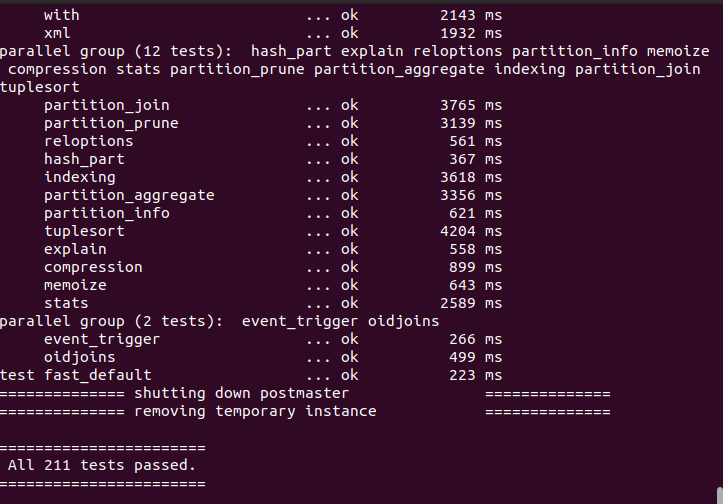 with                          ... ok         2143 ms
     xml                           ... ok         1932 ms
parallel group (12 tests):  hash_part explain reloptions partition_info memoize
 compression stats partition_prune partition_aggregate indexing partition_join
tuplesort
     partition_join                ... ok         3765 ms
     partition_prune               ... ok         3139 ms
     reloptions                    ... ok          561 ms
     hash_part                     ... ok          367 ms
     indexing                      ... ok         3618 ms
     partition_aggregate           ... ok         3356 ms
     partition_info                ... ok          621 ms
     tuplesort                     ... ok         4204 ms
     explain                       ... ok          558 ms
     compression                   ... ok          899 ms
     memoize                       ... ok          643 ms
     stats                         ... ok         2589 ms
parallel group (2 tests):  event_trigger oidjoins
     event_trigger                 ... ok          266 ms
     oidjoins                      ... ok          499 ms
test fast_default                  ... ok          223 ms
============== shutting down postmaster               ==============
============== removing temporary instance            ==============

=======================
 All 211 tests passed.
=======================